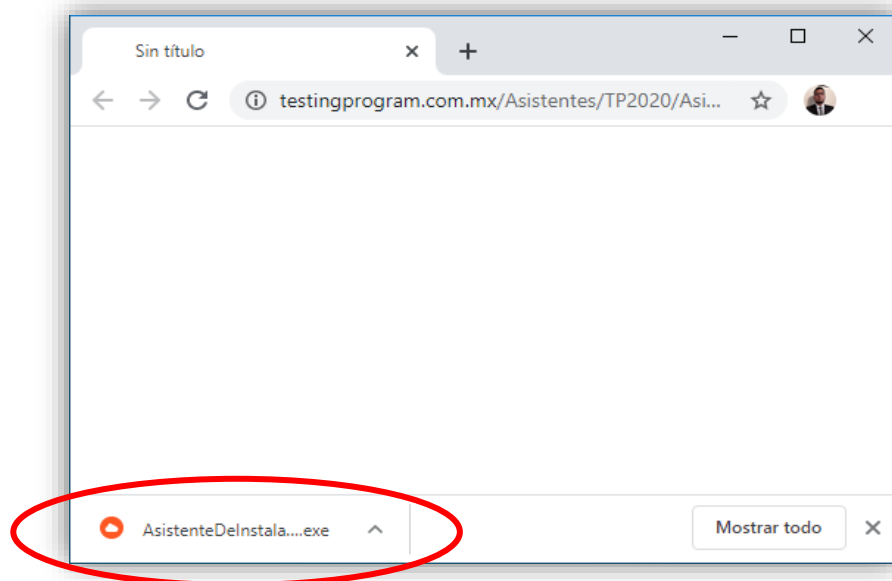 Sin título
testingprogram.com.mx/Asistentes/TP2020/Asi...
AsistenteDeInstala....exe
Mostrar todo